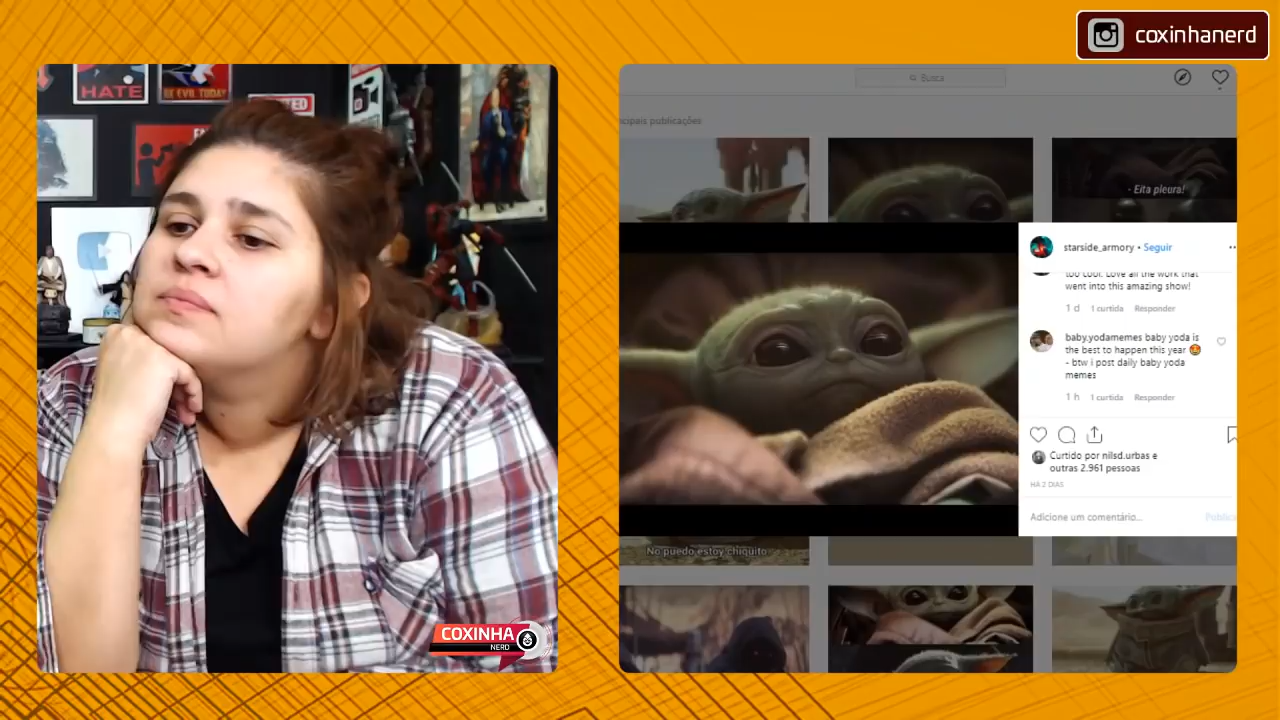 coxinhanerd
HATE
BE EVIL TODAY
Busca
cipais publicações
- Eita pleura!
starside_armory • Seguir
too cool. Love all the work that
went into this amazing show!
1 d 1 curtida Responder
baby.yodamemes baby yoda is
the best to happen this year 🤩
- btw i post daily baby yoda
memes
1 h 1 curtida Responder
Curtido por nilsd.urbas e
outras 2.961 pessoas
HÁ 2 DIAS
Adicione um comentário...
Publica
No puedo estoy chiquito
COXINHA
NERD